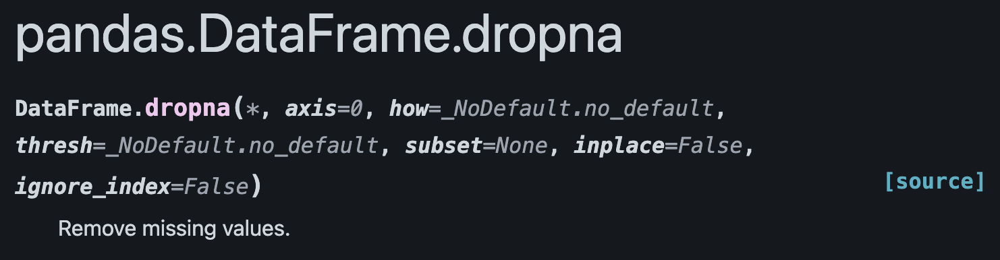 pandas.DataFrame.dropna
DataFrame.dropna(*, axis=0, how=_NoDefault.no_default,
thresh=_NoDefault.no_default, subset=None, inplace=False,
ignore_index=False)
[source]
Remove missing values.